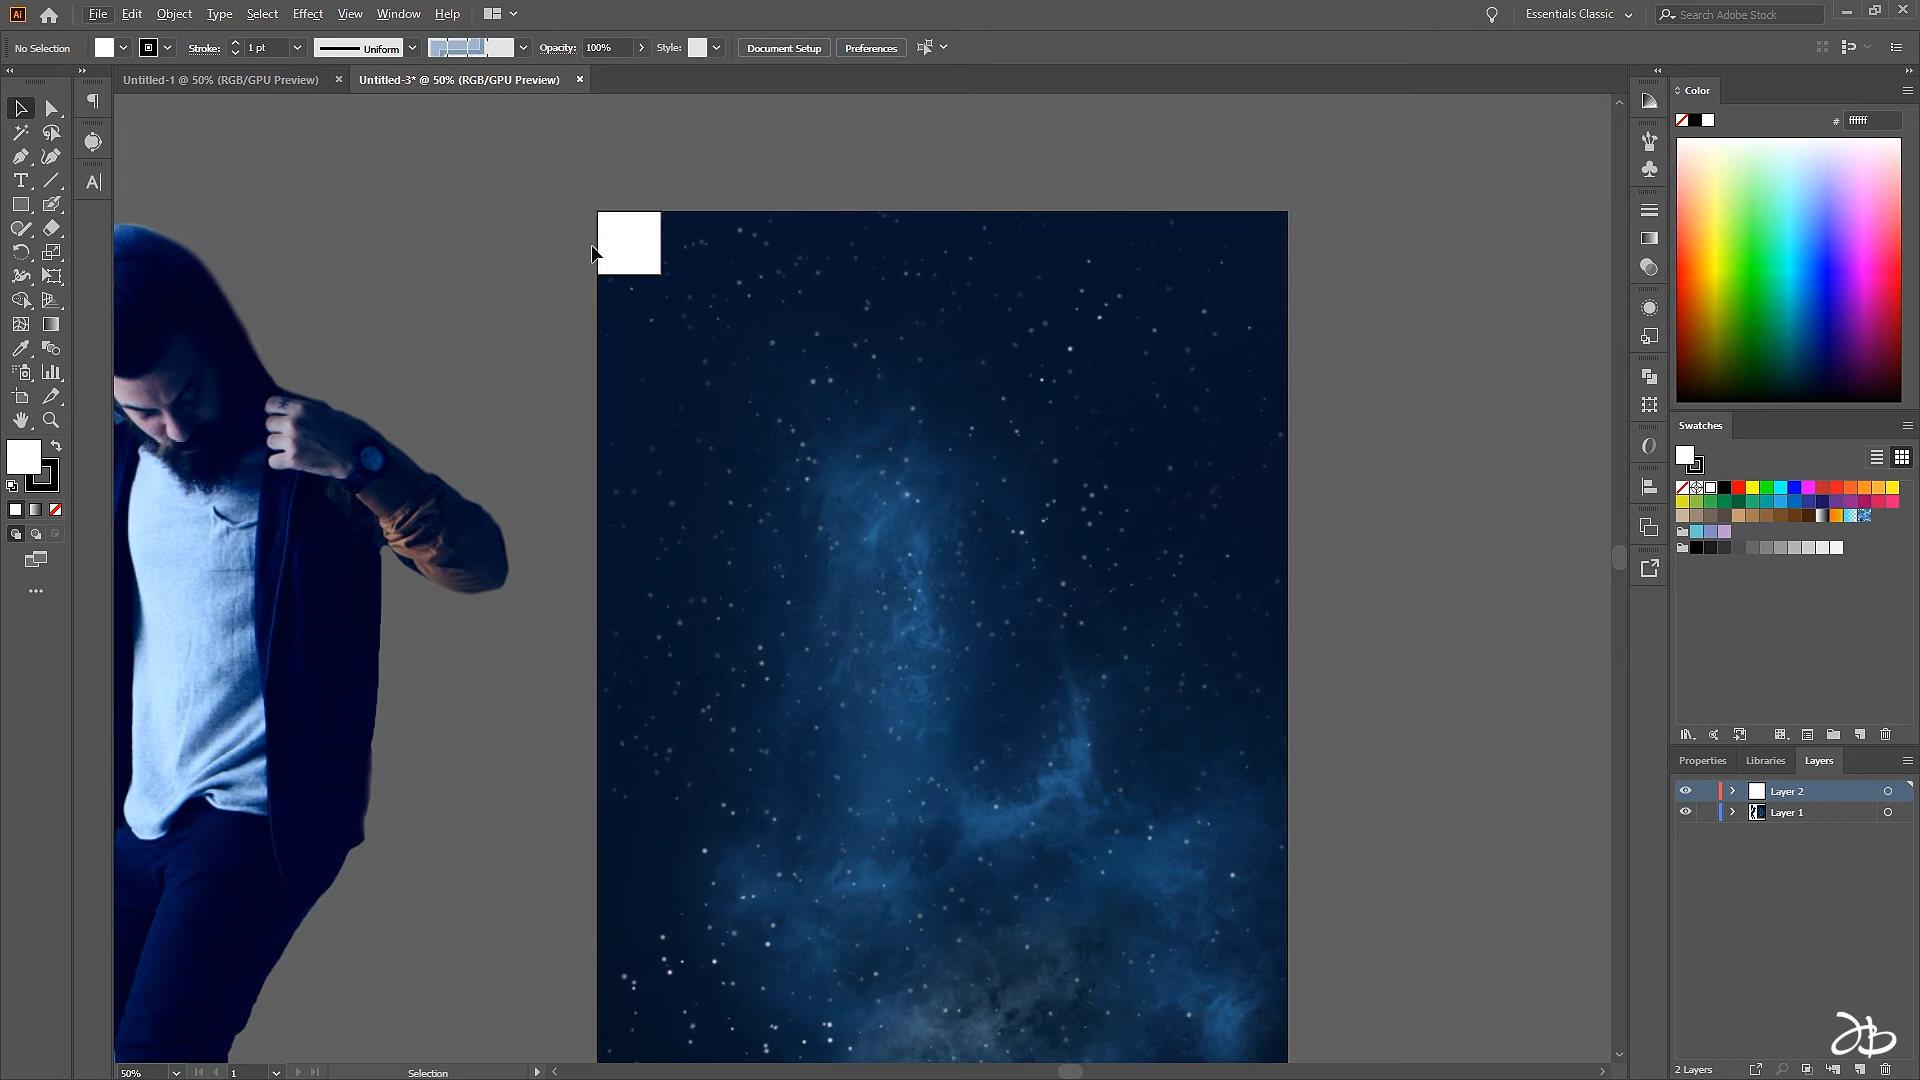 Ai File Edit Object Type Select Effect View Window Help Essentials Classic Search Adobe Stock
No Selection Stroke: 1 pt Uniform Opacity: 100% Style: Document Setup Preferences
Untitled-1 @ 50% (RGB/GPU Preview) Untitled-3* @ 50% (RGB/GPU Preview)
Color
# ffffff
Swatches
Properties Libraries Layers
Layer 2
Layer 1
50% 1 Selection 2 Layers